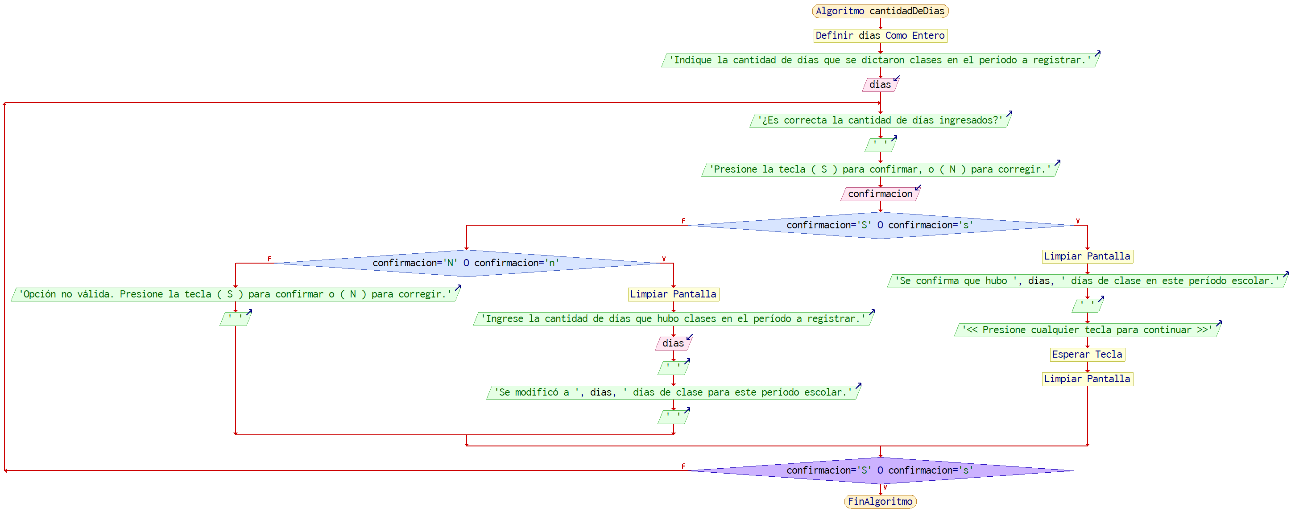 Algoritmo cantidadDeDias
Definir dias Como Entero
'Indique la cantidad de dias que se dictaron clases en el periodo a registrar.'
dias
'¿Es correcta la cantidad de dias ingresados?'
' '
'Presione la tecla ( S ) para confirmar, o ( N ) para corregir.'
confirmacion
confirmacion='S' O confirmacion='s'
F
V
confirmacion='N' O confirmacion='n'
F
V
Limpiar Pantalla
'Se confirma que hubo ', dias, ' días de clase en este período escolar.'
' '
'<< Presione cualquier tecla para continuar >>'
Esperar Tecla
Limpiar Pantalla
'Opción no válida. Presione la tecla ( S ) para confirmar o ( N ) para corregir.'
' '
Limpiar Pantalla
'Ingrese la cantidad de días que hubo clases en el período a registrar.'
dias
' '
'Se modificó a ', dias, ' días de clase para este período escolar.'
' '
confirmacion='S' O confirmacion='s'
F
V
FinAlgoritmo